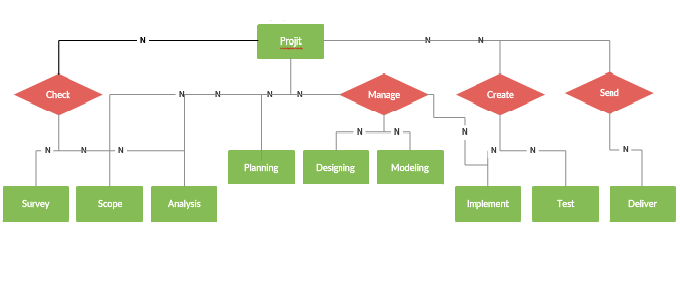 Projit
N
N
N
Check
N
N
N
N
Manage
Create
Send
N
N
N
N
N
N
N
N
N
Planning
Designing
Modeling
Survey
Scope
Analysis
Implement
Test
Deliver